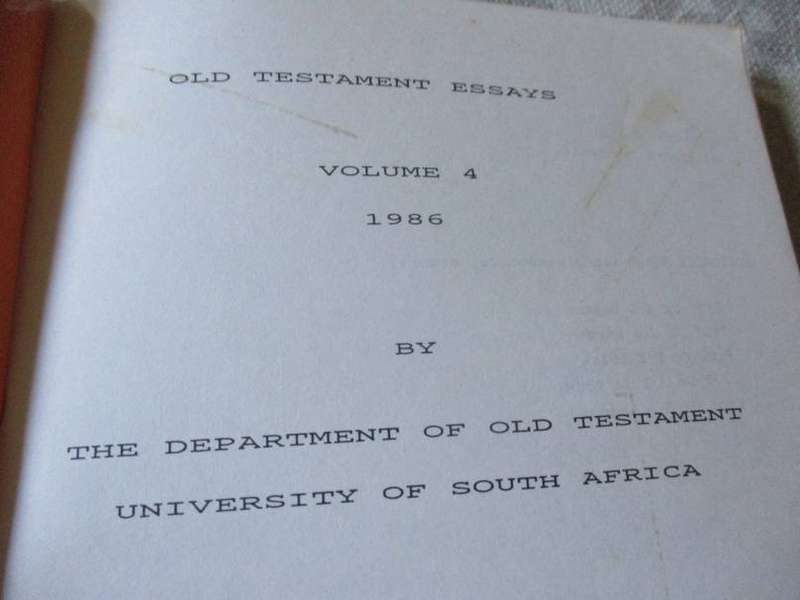 OLD TESTAMENT ESSAYS
VOLUME 4
1986
BY
THE DEPARTMENT OF OLD TESTAMENT
UNIVERSITY OF SOUTH AFRICA